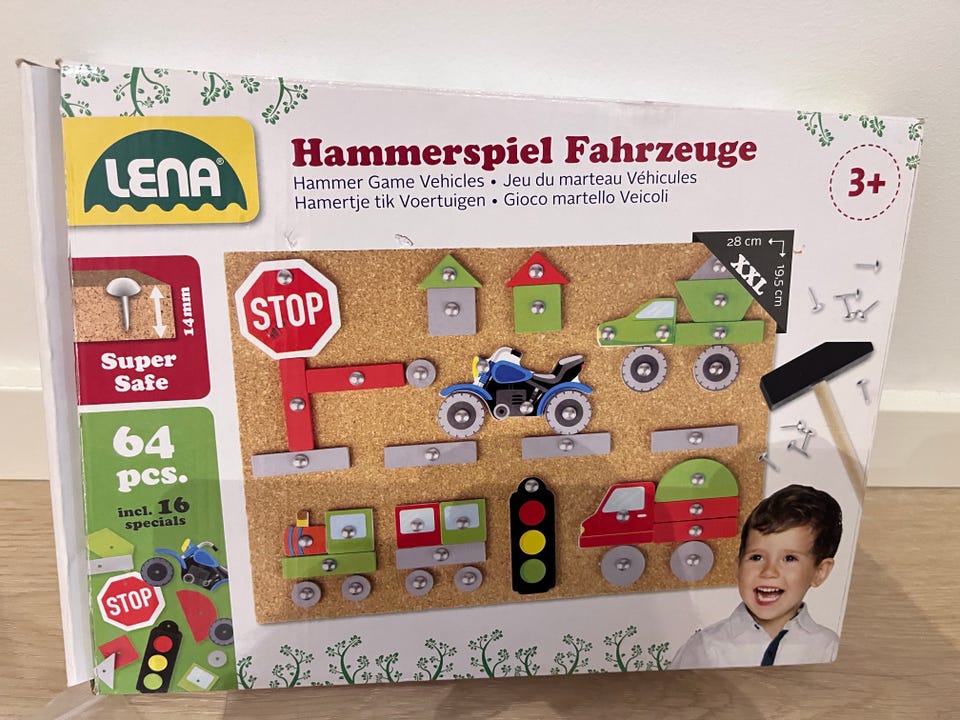 LENA®
Hammerspiel Fahrzeuge
Hammer Game Vehicles • Jeu du marteau Véhicules
Hamertje tik Voertuigen • Gioco martello Veicoli
3+
28 cm
19,5 cm
XXL
14mm
Super
Safe
STOP
64
pcs.
incl. 16
specials
STOP